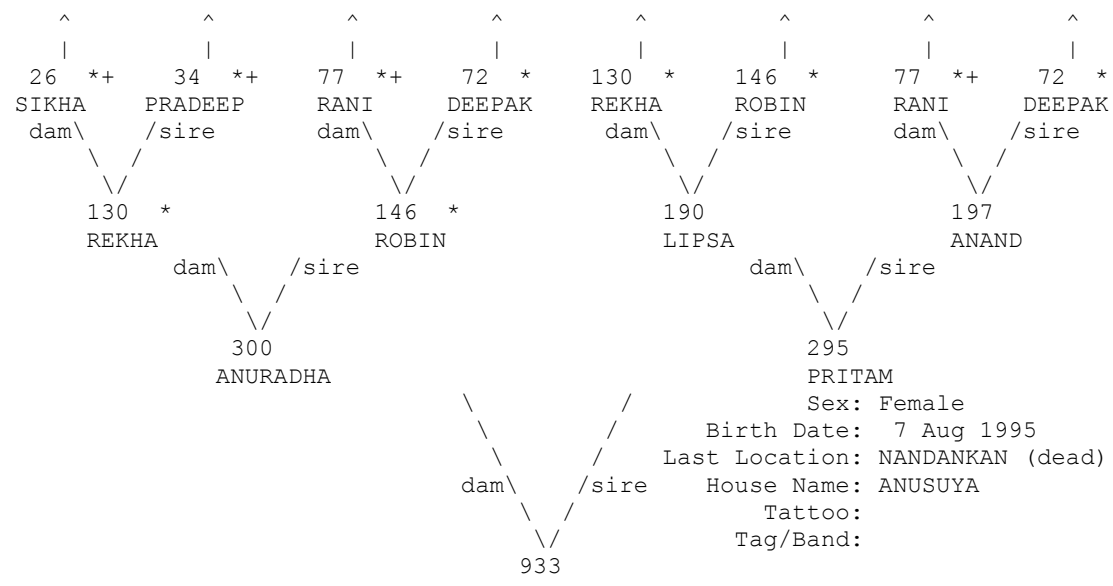 ^ ^ ^ ^ ^ ^ ^ ^
| | | | | | | |
26 *+ 34 *+ 77 *+ 72 * 130 * 146 * 77 *+ 72 *
SIKHA PRADEEP RANI DEEPAK REKHA ROBIN RANI DEEPAK
dam\ /sire dam\ /sire dam\ /sire dam\ /sire
\ / \ / \ / \ /
\/ \/ \/ \/
130 * 146 * 190 197
REKHA ROBIN LIPSA ANAND
dam\ /sire dam\ /sire
\ / \ /
\/ \/
300 295
ANURADHA PRITAM
\ / Sex: Female
\ / Birth Date: 7 Aug 1995
\ / Last Location: NANDANKAN (dead)
dam\ /sire House Name: ANUSUYA
\ / Tattoo:
\/ Tag/Band:
933